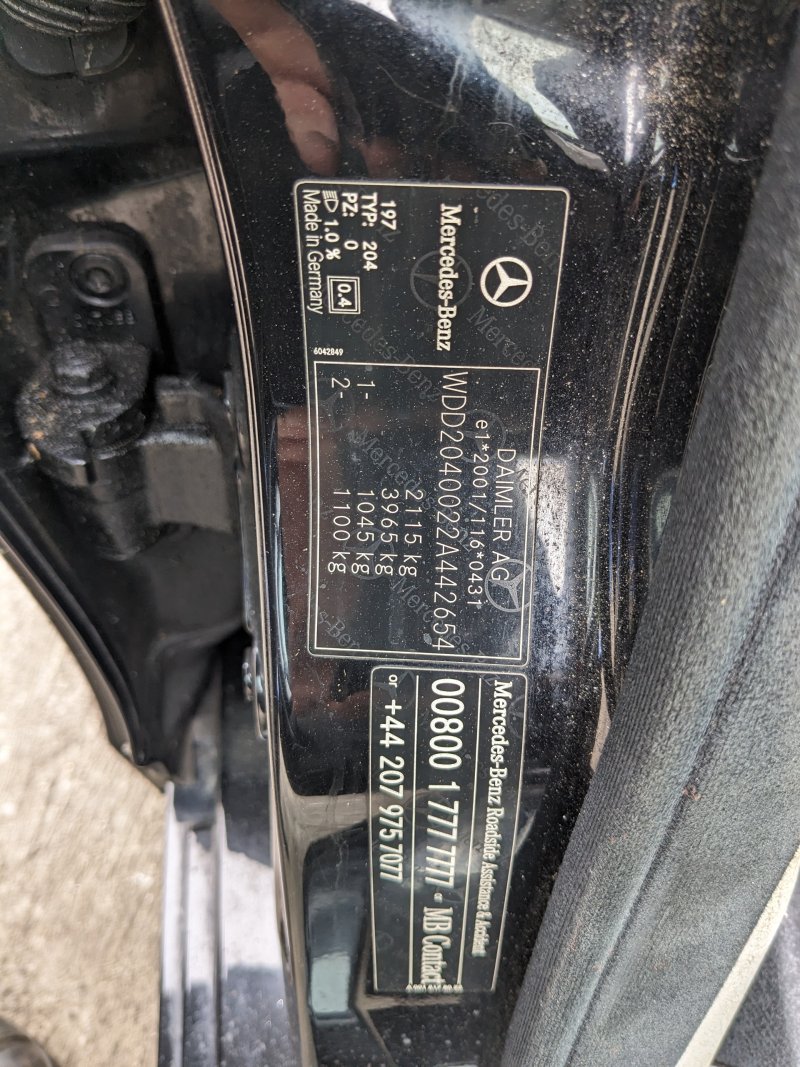 Mercedes-Benz
197
TYP: 204
PZ: 0
1.0 %
0.4
Made in Germany
6042849
DAIMLER AG
e1*2001/116*0431
WDD2040022A442654
2115 kg
3965 kg
1- 1045 kg
2- 1100 kg
Mercedes-Benz Roadside Assistance & Accident
00800 1 777 7777 or MB Contact
or +44 207 975 7077